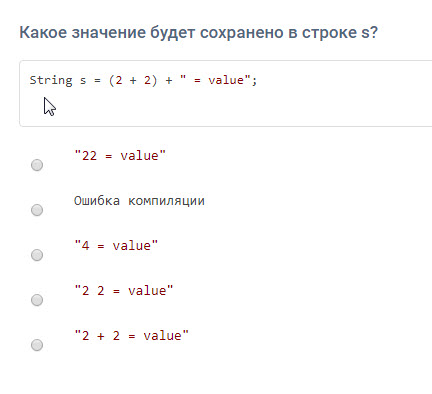 Какое значение будет сохранено в строке s?
String s = (2 + 2) + " = value";
"22 = value"
Ошибка компиляции
"4 = value"
"2 2 = value"
"2 + 2 = value"